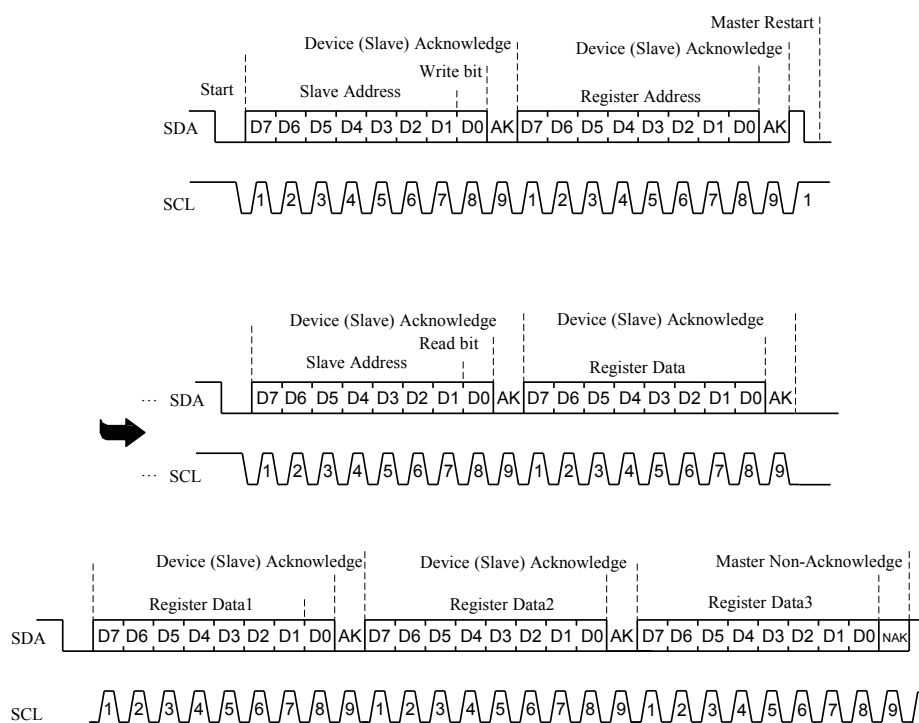 Master Restart
Device (Slave) Acknowledge Device (Slave) Acknowledge
Write bit
Start Slave Address Register Address
SDA D7 D6 D5 D4 D3 D2 D1 D0 AK D7 D6 D5 D4 D3 D2 D1 D0 AK
SCL 1 2 3 4 5 6 7 8 9 1 2 3 4 5 6 7 8 9 1
Device (Slave) Acknowledge Device (Slave) Acknowledge
Read bit
Slave Address Register Data
... SDA D7 D6 D5 D4 D3 D2 D1 D0 AK D7 D6 D5 D4 D3 D2 D1 D0 AK
... SCL 1 2 3 4 5 6 7 8 9 1 2 3 4 5 6 7 8 9
Device (Slave) Acknowledge Device (Slave) Acknowledge Master Non-Acknowledge
Register Data1 Register Data2 Register Data3
SDA D7 D6 D5 D4 D3 D2 D1 D0 AK D7 D6 D5 D4 D3 D2 D1 D0 AK D7 D6 D5 D4 D3 D2 D1 D0 NAK
SCL 1 2 3 4 5 6 7 8 9 1 2 3 4 5 6 7 8 9 1 2 3 4 5 6 7 8 9